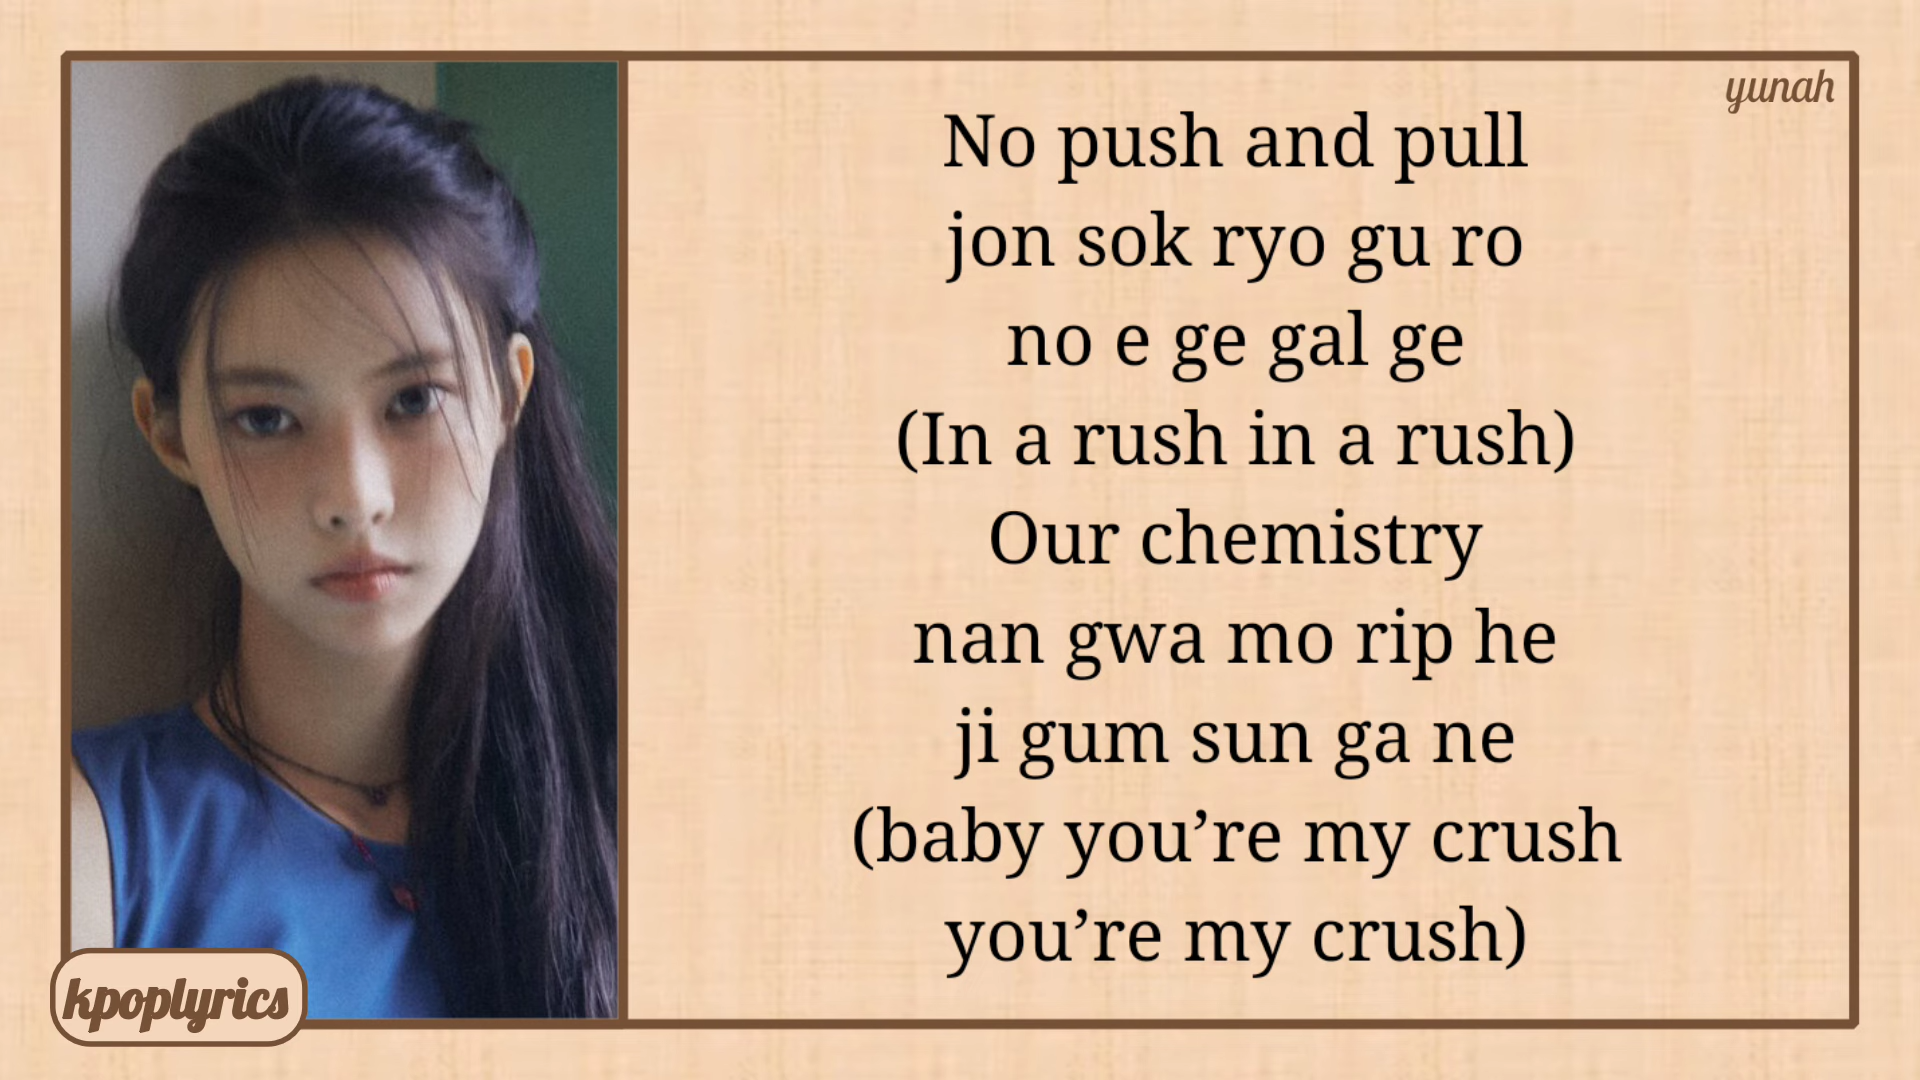 yunah
No push and pull
jon sok ryo gu ro
no e ge gal ge
(In a rush in a rush)
Our chemistry
nan gwa mo rip he
ji gum sun ga ne
(baby you’re my crush
you’re my crush)
kpoplyrics